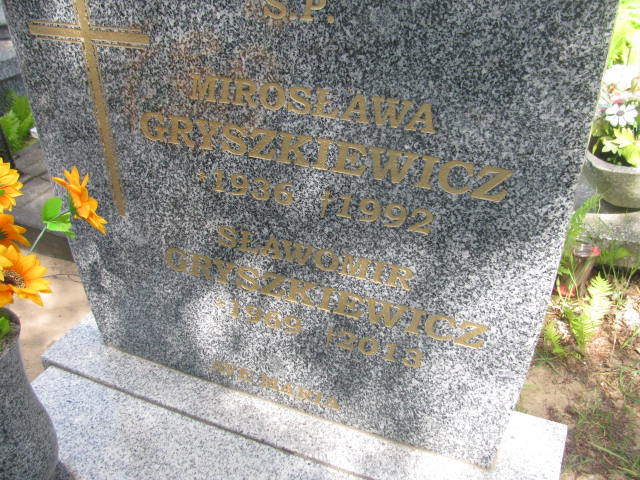 Ś.P.
MIROSŁAWA
GRYSZKIEWICZ
*1936 †1992
SŁAWOMIR
GRYSZKIEWICZ
*1959 †2013
AVE MARIA